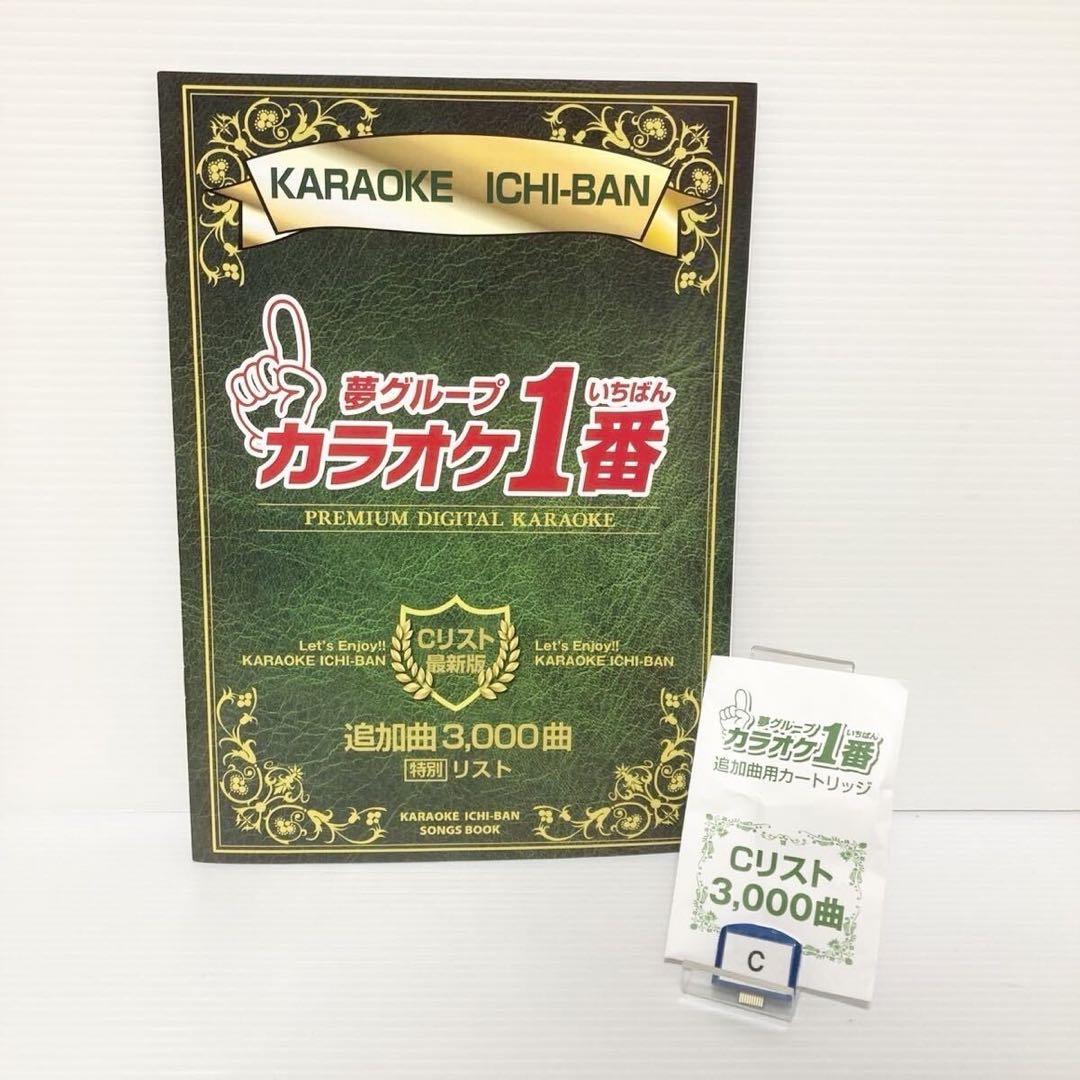 KARAOKE ICHI-BAN
夢グループ
いちばん
カラオケ1番
PREMIUM DIGITAL KARAOKE
Let's Enjoy!!
KARAOKE ICHI-BAN
Cリスト
最新版
Let's Enjoy!!
KARAOKE ICHI-BAN
追加曲 3,000曲
特別 リスト
KARAOKE ICHI-BAN
SONGS BOOK
夢グループ
いちばん
カラオケ1番
追加曲用カートリッジ
Cリスト
3,000曲
C